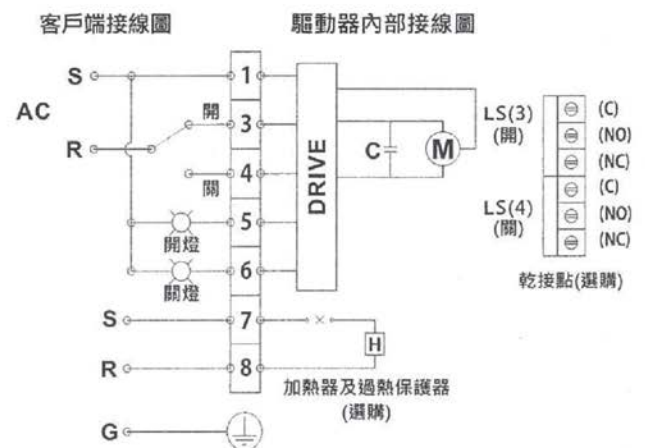 客戶端接線圖
驅動器內部接線圖
S
AC
R
開
關
開燈
關燈
S
R
G
1
3
4
5
6
7
8
DRIVE
C
M
H
加熱器及過熱保護器
(選購)
LS(3)
(開)
(C)
(NO)
(NC)
LS(4)
(關)
(C)
(NO)
(NC)
乾接點(選購)